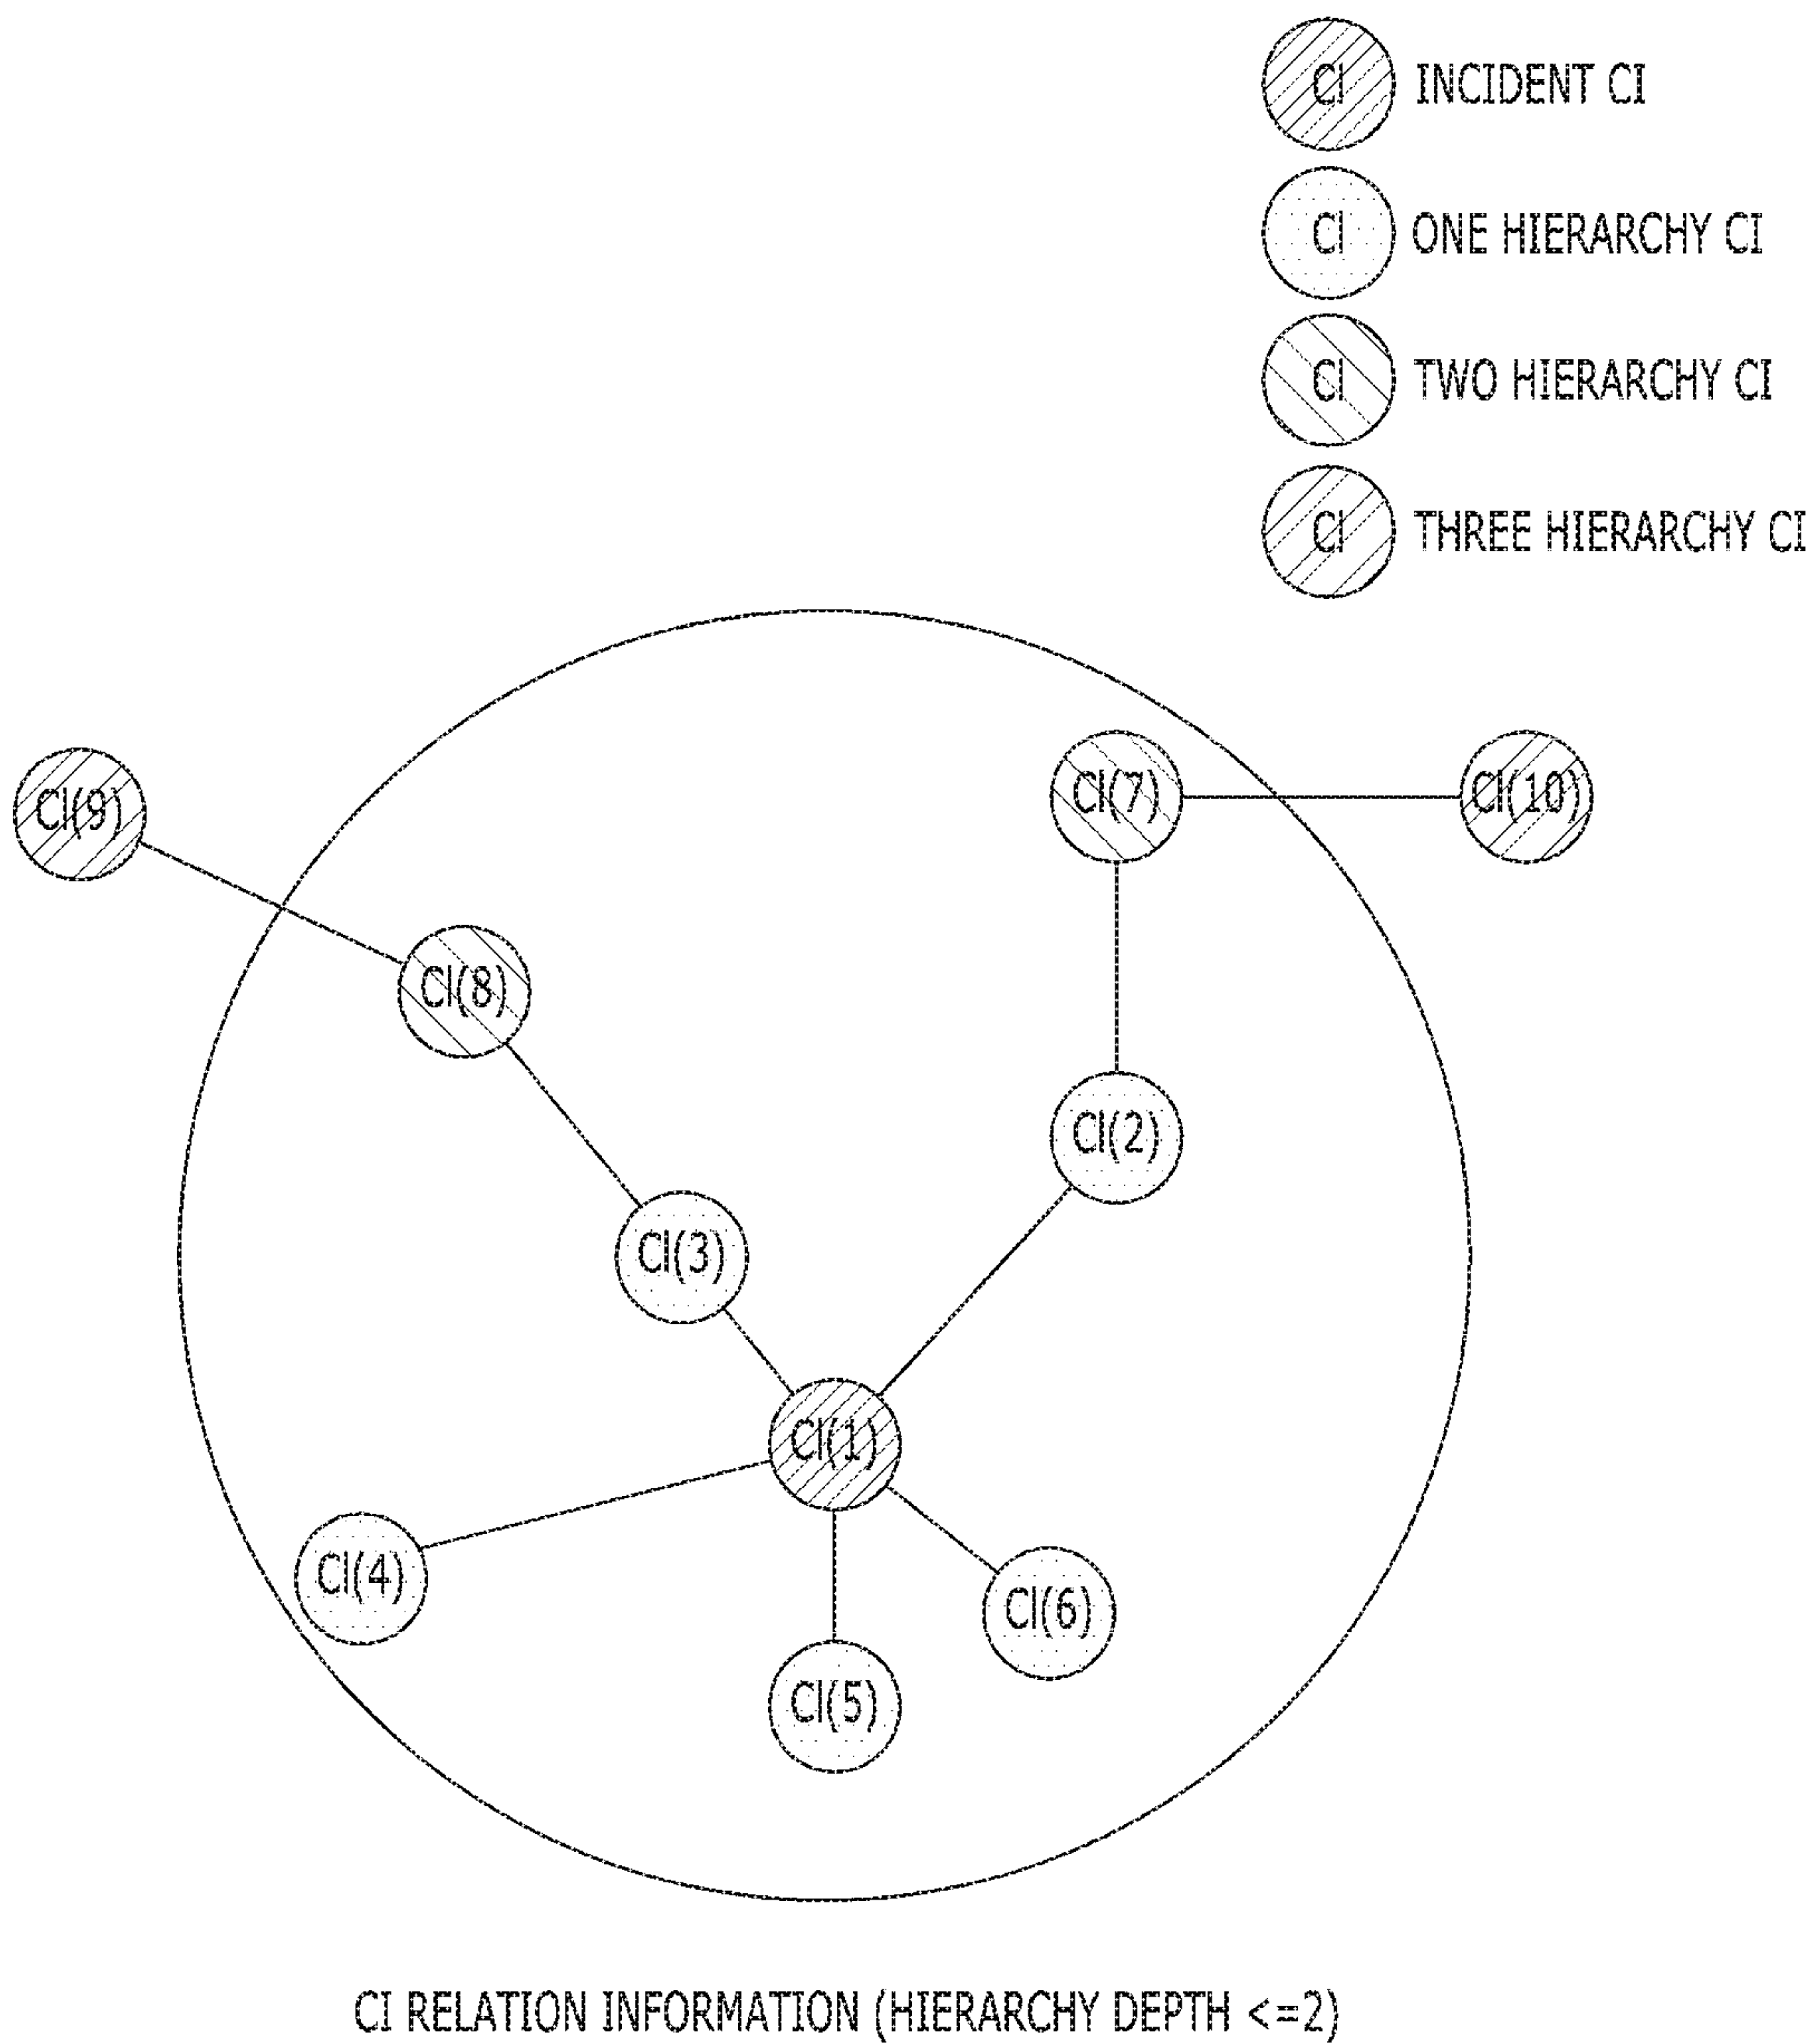 CI INCIDENT CI
CI ONE HIERARCHY CI
CI TWO HIERARCHY CI
CI THREE HIERARCHY CI
CI(9)
CI(7)
CI(10)
CI(8)
CI(2)
CI(3)
CI(1)
CI(4)
CI(6)
CI(5)
CI RELATION INFORMATION (HIERARCHY DEPTH <=2)